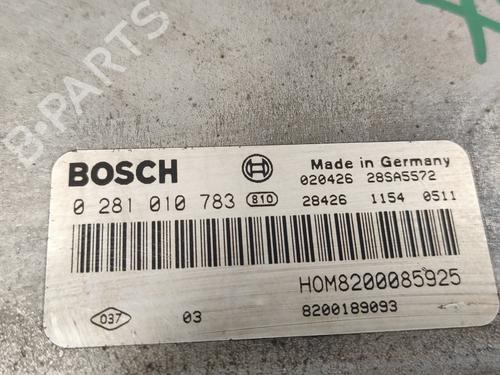 B-PARTS
BOSCH
Made in Germany
020426 28SA5572
0 281 010 783 810
28426 1154 0511
HOM8200085925
037 03 8200189093